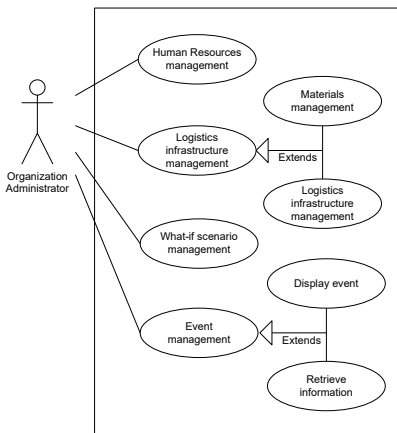 Human Resources
management
Materials
management
Organization
Administrator
Logistics
infrastructure
management
Extends
Logistics
infrastructure
management
What-if scenario
management
Display event
Event
management
Extends
Retrieve
information